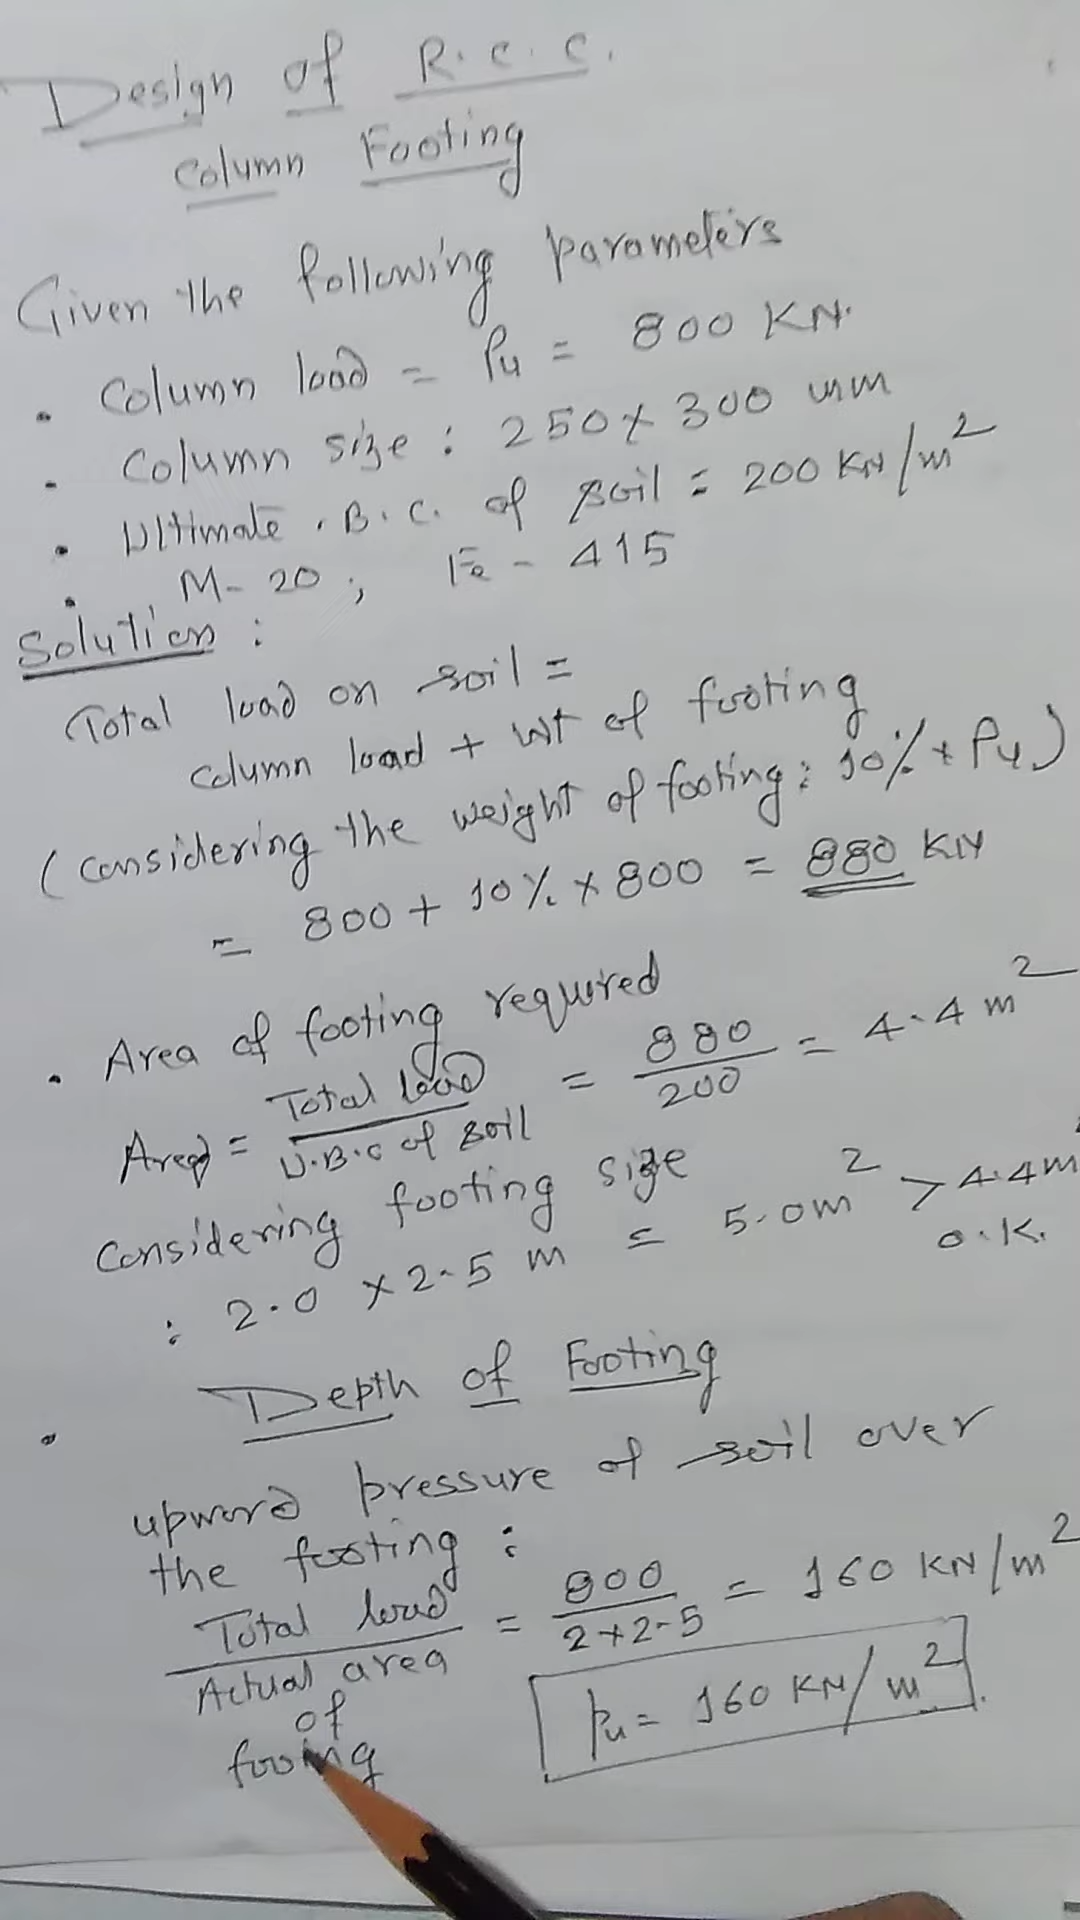 Design of R.C.C.
Column Footing
Given the following parameters
• Column load = Pu = 800 KN.
• Column size : 250 x 300 mm
• Ultimate . B.C. of soil = 200 KN/m²
• M-20 ; Fe - 415
Solution :
Total load on soil =
column load + wt of footing
(considering the weight of footing : 10% x Pu)
= 800 + 10% x 800 = 880 KN
• Area of footing required
Areqd = Total load / U.B.C of soil = 880 / 200 = 4.4 m²
Considering footing size
: 2.0 x 2.5 m = 5.0m² > 4.4m²
O.K.
• Depth of Footing
upward pressure of soil over
the footing :
Total load / Actual area of footing = 800 / 2x2.5 = 160 KN/m²
Pu = 160 KN/m².